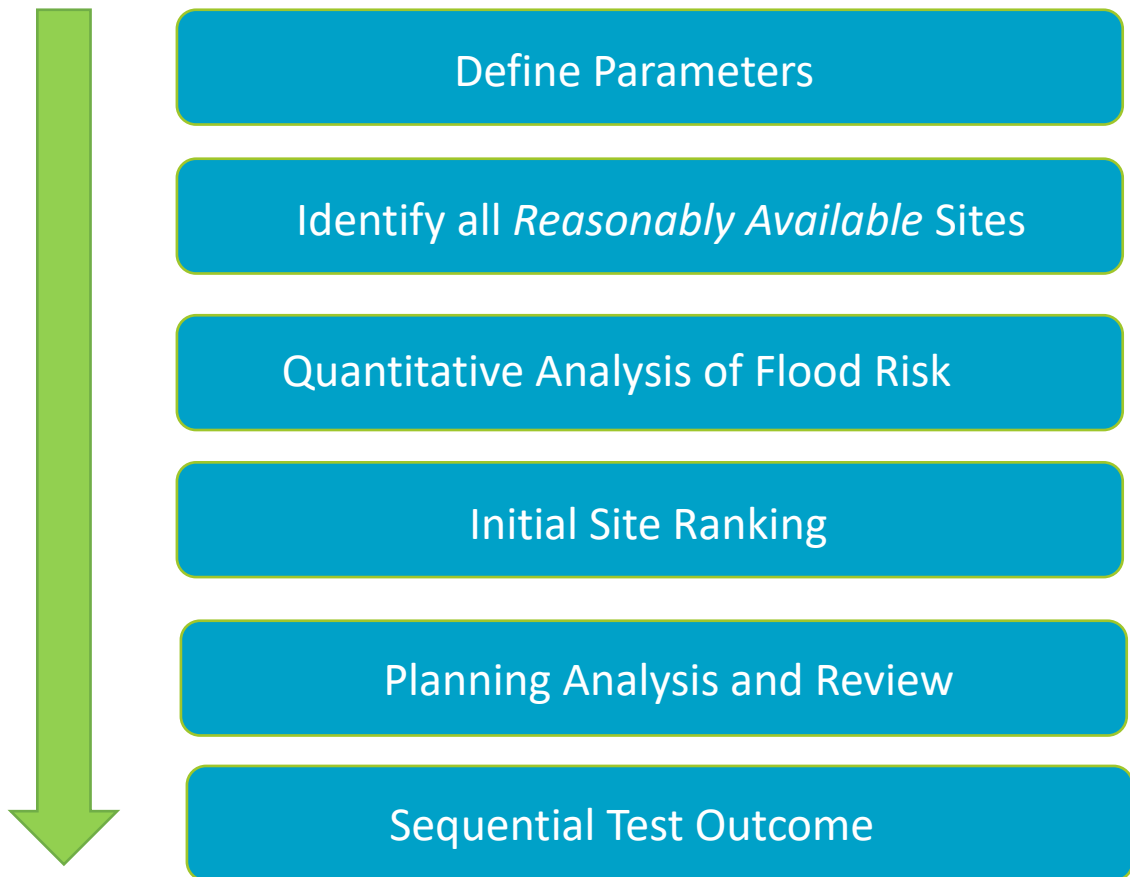 Define Parameters
Identify all Reasonably Available Sites
Quantitative Analysis of Flood Risk
Initial Site Ranking
Planning Analysis and Review
Sequential Test Outcome